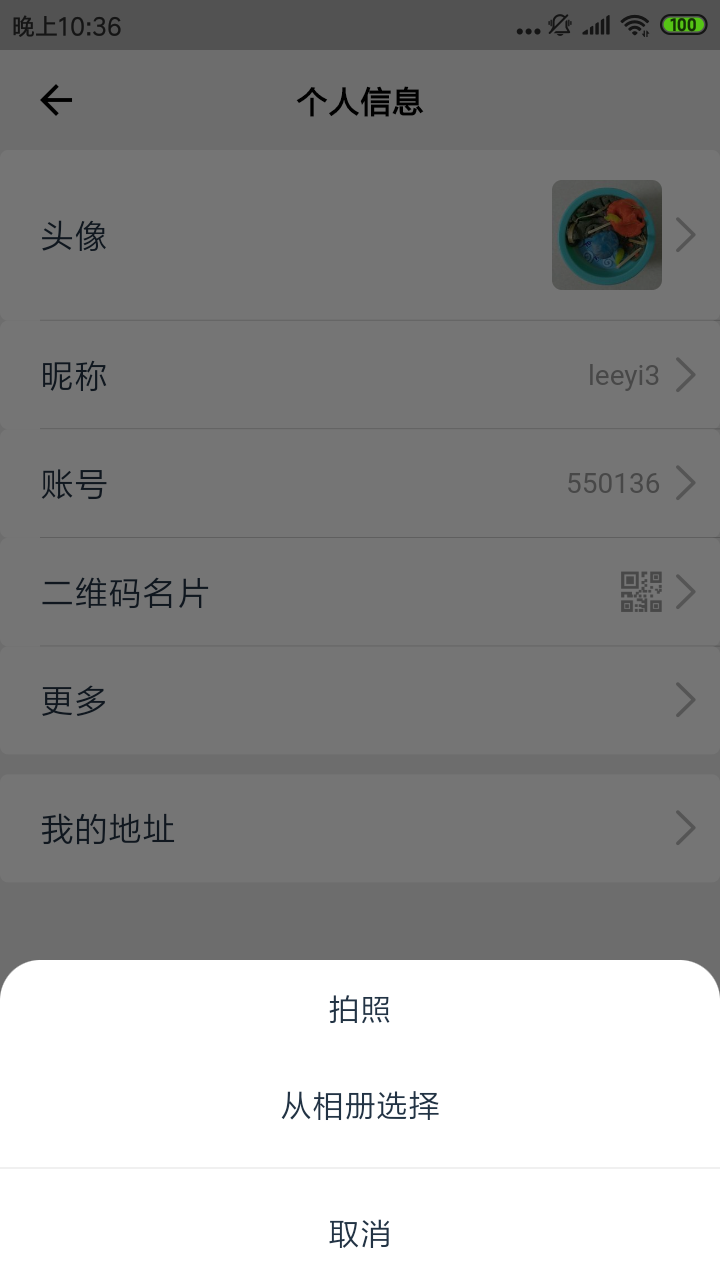 晚上10:36
100
个人信息
头像
昵称 leeyi3
账号 550136
二维码名片
更多
我的地址
拍照
从相册选择
取消